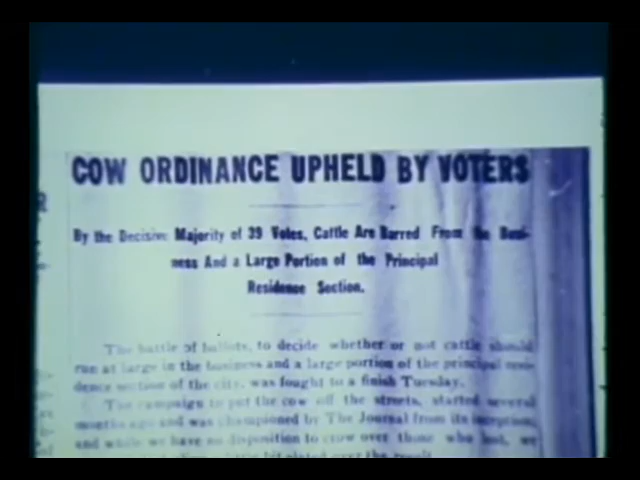 COW ORDINANCE UPHELD BY VOTERS
By the Decisive Majority of 39 Votes, Cattle Are Barred From the Busi-
ness And a Large Portion of the Principal
Residence Section.
The battle of ballots, to decide whether or not cattle should
run at large in the business and a large portion of the principal resi-
dence section of the city, was fought to a finish Tuesday.
The campaign to put the cow off the streets, started several
months ago and was championed by The Journal from its inception,
and while we have no disposition to crow over those who lost, we
bit elated over the result